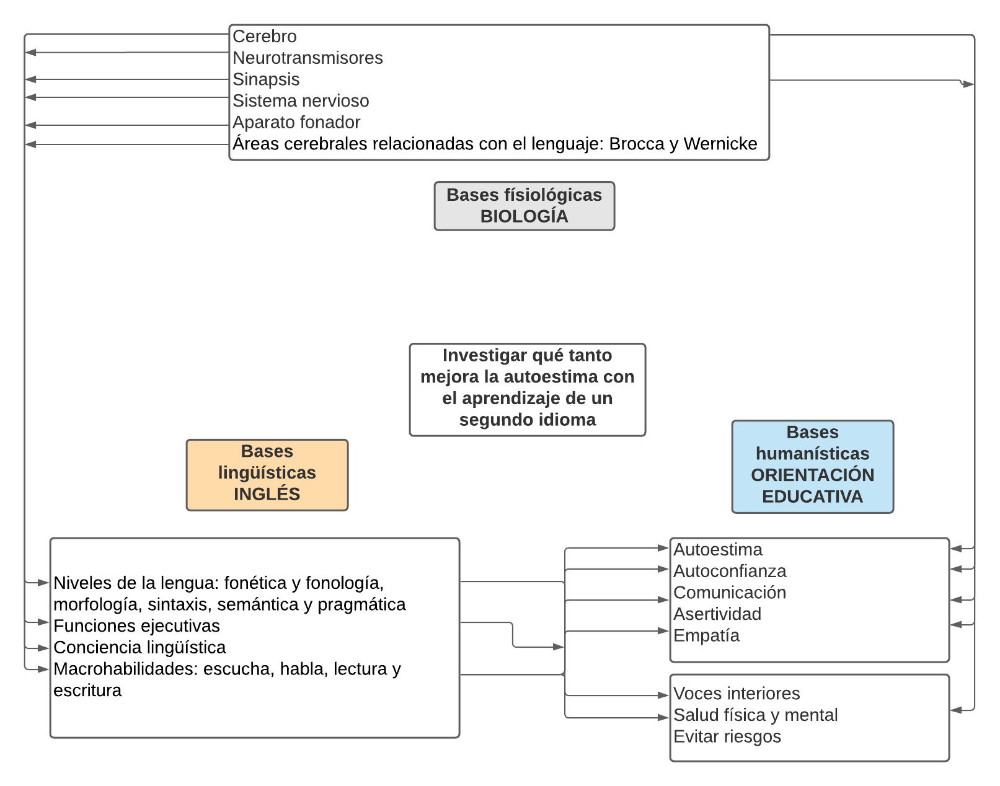 Cerebro
Neurotransmisores
Sinapsis
Sistema nervioso
Aparato fonador
Áreas cerebrales relacionadas con el lenguaje: Brocca y Wernicke
Bases físiológicas
BIOLOGÍA
Investigar qué tanto
mejora la autoestima con
el aprendizaje de un
segundo idioma
Bases
lingüísticas
INGLÉS
Bases
humanísticas
ORIENTACIÓN
EDUCATIVA
Niveles de la lengua: fonética y fonología,
morfología, sintaxis, semántica y pragmática
Funciones ejecutivas
Conciencia lingüística
Macrohabilidades: escucha, habla, lectura y
escritura
Autoestima
Autoconfianza
Comunicación
Asertividad
Empatía
Voces interiores
Salud física y mental
Evitar riesgos